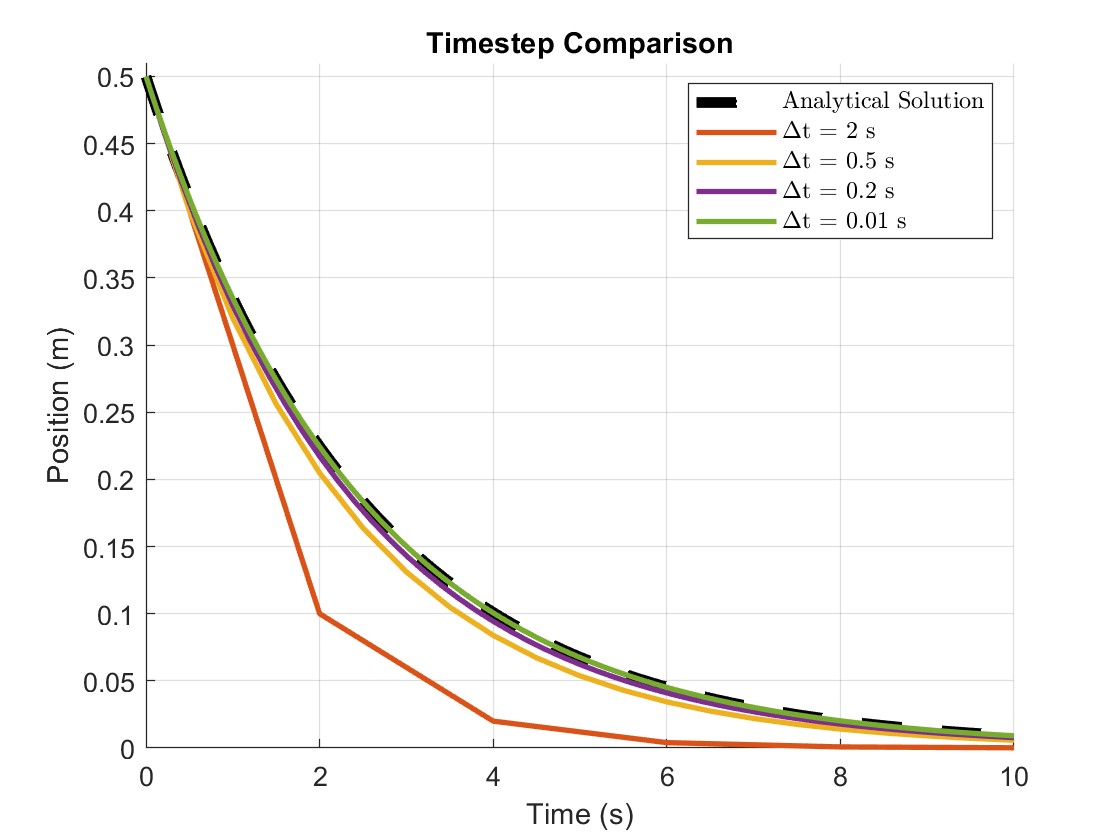 Timestep Comparison
Analytical Solution
Δt = 2 s
Δt = 0.5 s
Δt = 0.2 s
Δt = 0.01 s
0.5
0.45
0.4
0.35
0.3
0.25
0.2
0.15
0.1
0.05
0
Position (m)
0 2 4 6 8 10
Time (s)